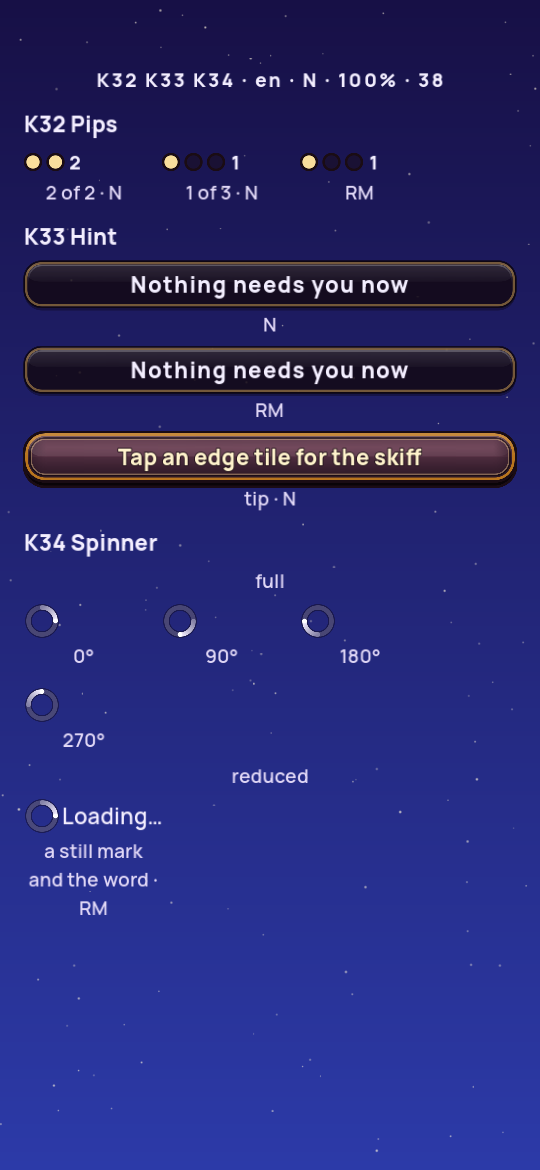 K32 K33 K34 · en · N · 100% · 38
K32 Pips
2 1 1
2 of 2 · N 1 of 3 · N RM
K33 Hint
Nothing needs you now
N
Nothing needs you now
RM
Tap an edge tile for the skiff
tip · N
K34 Spinner
full
0° 90° 180°
270°
reduced
Loading…
a still mark
and the word ·
RM